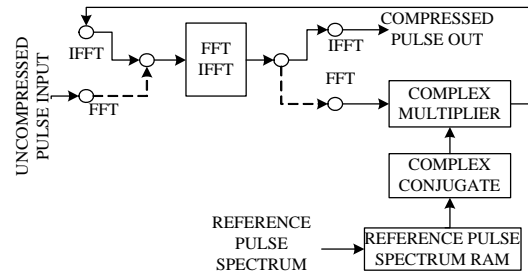 COMPRESSED
PULSE OUT
IFFT
FFT
IFFT
IFFT
FFT
FFT
UNCOMPRESSED
PULSE INPUT
COMPLEX
MULTIPLIER
COMPLEX
CONJUGATE
REFERENCE
PULSE
SPECTRUM
REFERENCE PULSE
SPECTRUM RAM